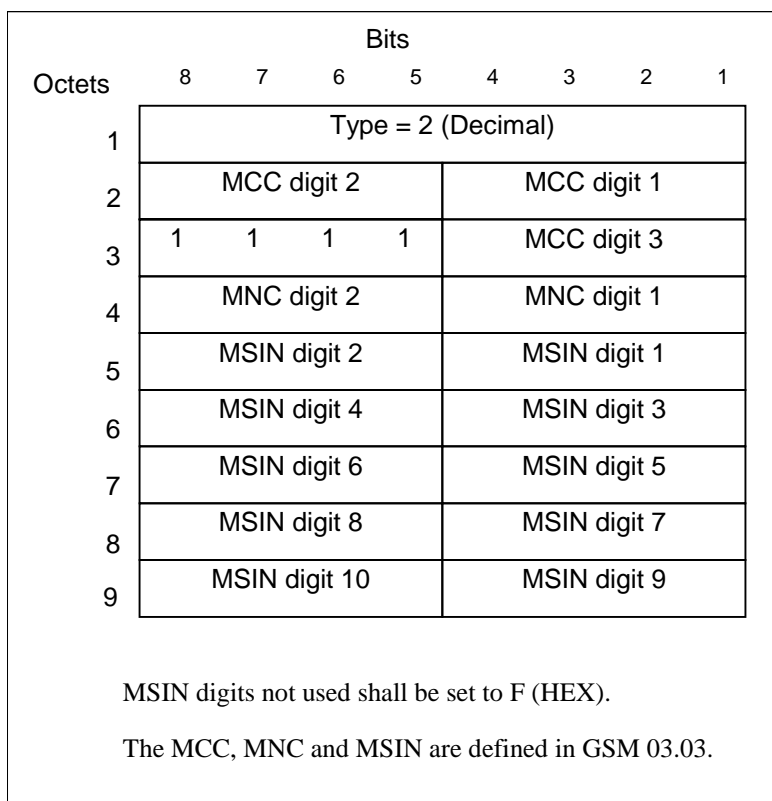 Bits
Octets 8 7 6 5 4 3 2 1
1 Type = 2 (Decimal)
2 MCC digit 2 MCC digit 1
3 1 1 1 1 MCC digit 3
4 MNC digit 2 MNC digit 1
5 MSIN digit 2 MSIN digit 1
6 MSIN digit 4 MSIN digit 3
7 MSIN digit 6 MSIN digit 5
8 MSIN digit 8 MSIN digit 7
9 MSIN digit 10 MSIN digit 9
MSIN digits not used shall be set to F (HEX).
The MCC, MNC and MSIN are defined in GSM 03.03.